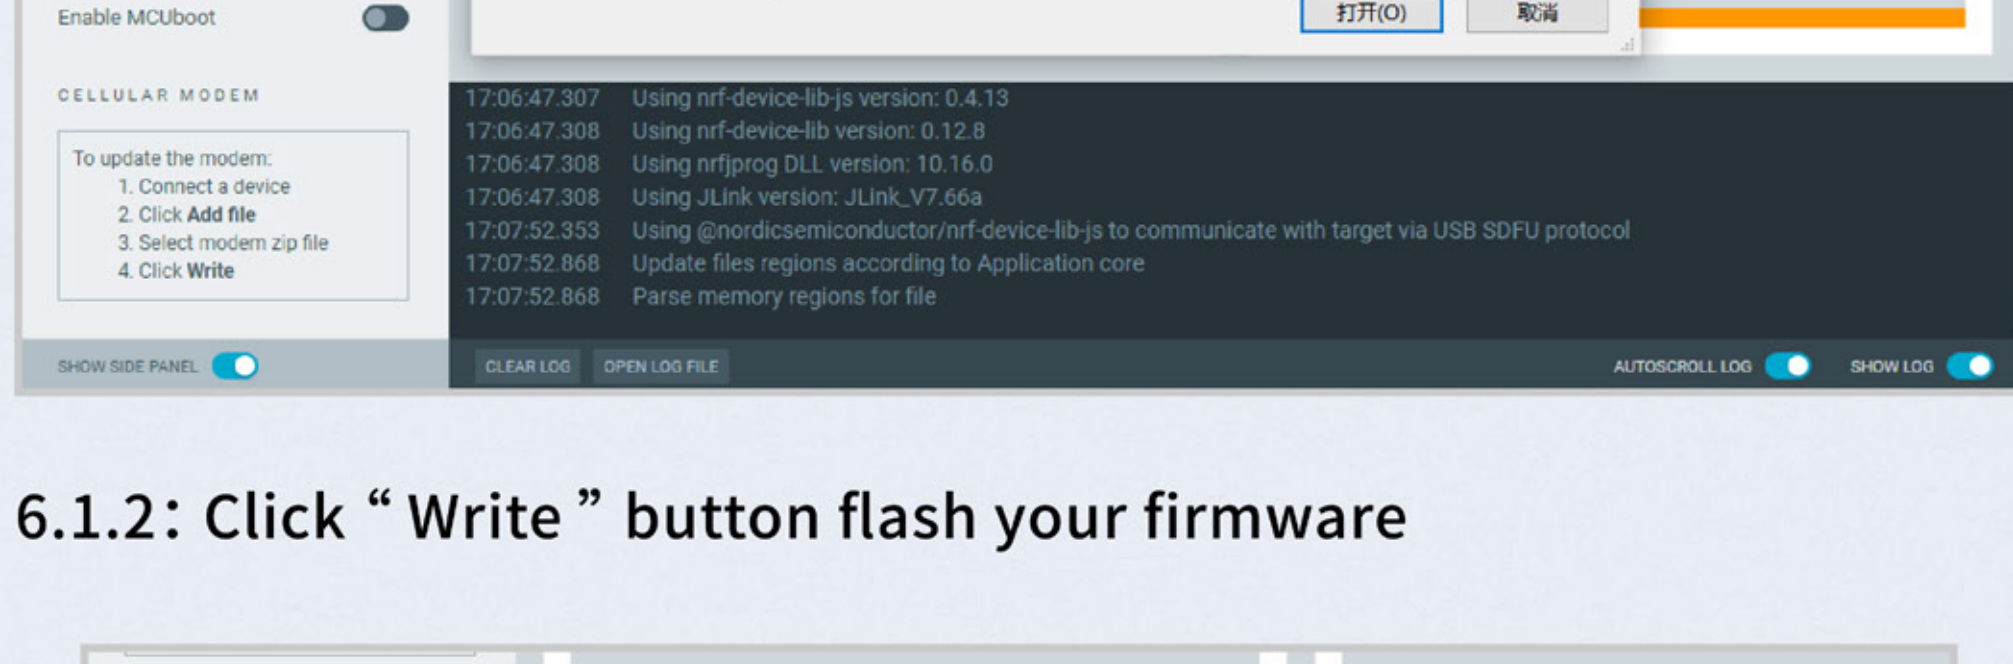 Enable MCUboot
打开(O)
取消
CELLULAR MODEM
To update the modem:
1. Connect a device
2. Click Add file
3. Select modem zip file
4. Click Write
17:06:47.307 Using nrf-device-lib-js version: 0.4.13
17:06:47.308 Using nrf-device-lib version: 0.12.8
17:06:47.308 Using nrfjprog DLL version: 10.16.0
17:06:47.308 Using JLink version: JLink_V7.66a
17:07:52.353 Using @nordicsemiconductor/nrf-device-lib-js to communicate with target via USB SDFU protocol
17:07:52.868 Update files regions according to Application core
17:07:52.868 Parse memory regions for file
SHOW SIDE PANEL
CLEAR LOG
OPEN LOG FILE
AUTOSCROLL LOG
SHOW LOG
6.1.2: Click “ Write ” button flash your firmware